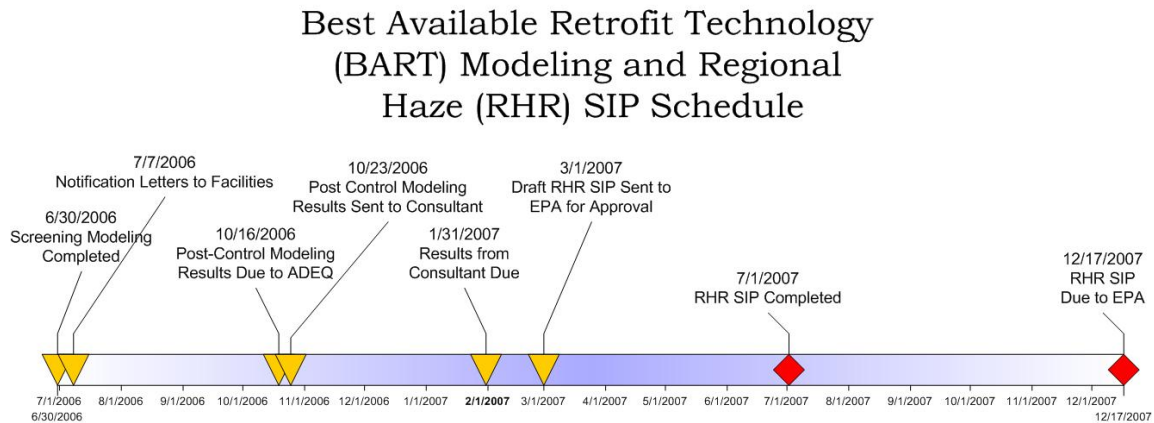 Best Available Retrofit Technology
(BART) Modeling and Regional
Haze (RHR) SIP Schedule
7/7/2006
Notification Letters to Facilities
6/30/2006
Screening Modeling
Completed
10/23/2006
Post Control Modeling
Results Sent to Consultant
10/16/2006
Post-Control Modeling
Results Due to ADEQ
3/1/2007
Draft RHR SIP Sent to
EPA for Approval
1/31/2007
Results from
Consultant Due
7/1/2007
RHR SIP Completed
12/17/2007
RHR SIP
Due to EPA
7/1/2006 8/1/2006 9/1/2006 10/1/2006 11/1/2006 12/1/2006 1/1/2007 2/1/2007 3/1/2007 4/1/2007 5/1/2007 6/1/2007 7/1/2007 8/1/2007 9/1/2007 10/1/2007 11/1/2007 12/1/2007
6/30/2006 12/17/2007